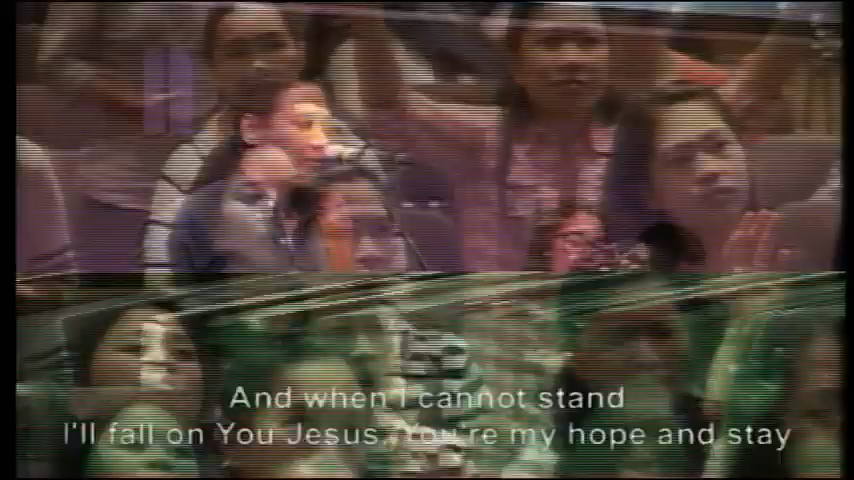 And when I cannot stand
I'll fall on You Jesus, You're my hope and stay